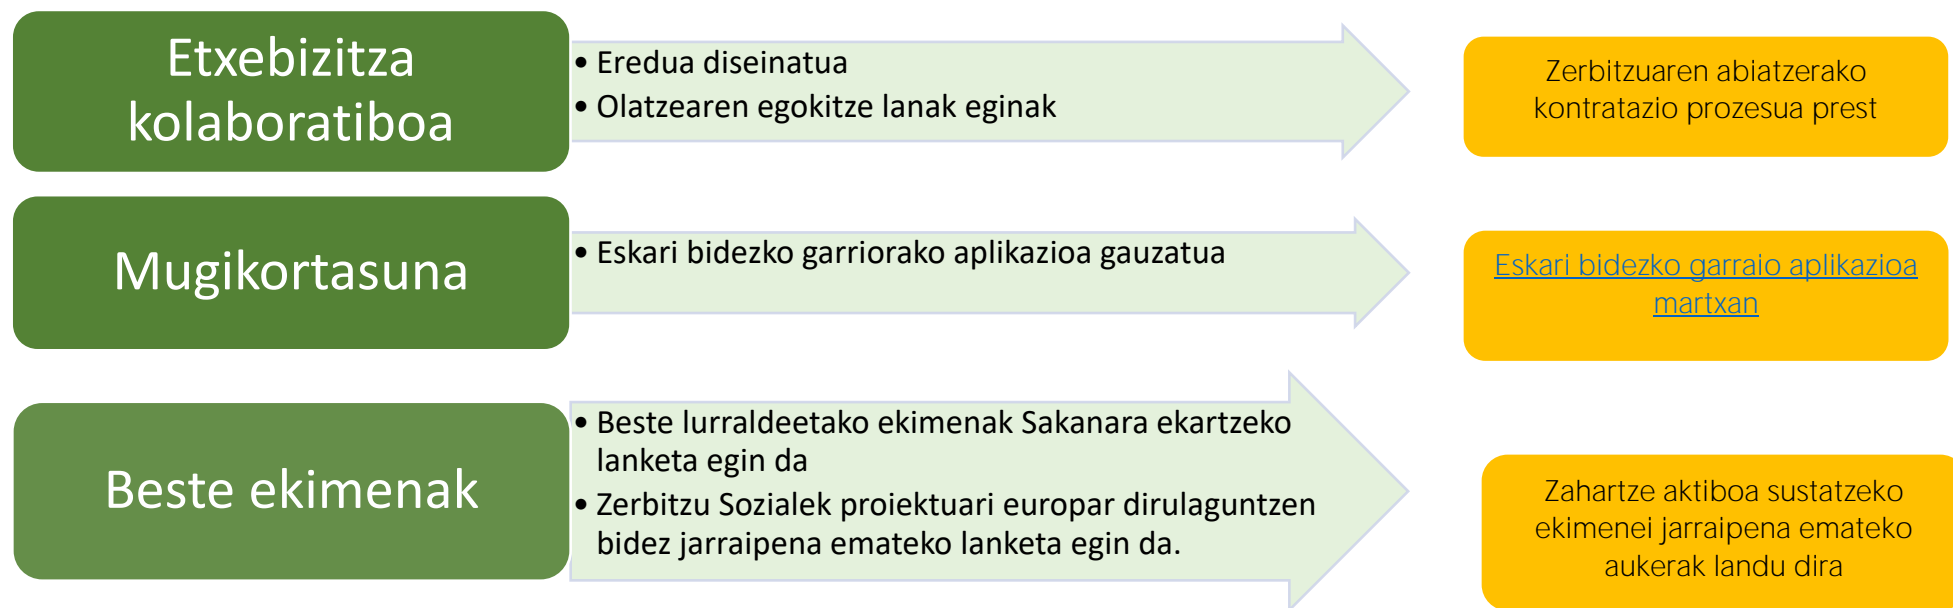 Etxebizitza
kolaboratiboa
• Eredua diseinatua
• Olatzearen egokitze lanak eginak
Zerbitzuaren abiatzerako
kontratazio prozesua prest
Mugikortasuna
• Eskari bidezko garriorako aplikazioa gauzatua
Eskari bidezko garraio aplikazioa
martxan
Beste ekimenak
• Beste lurraldeetako ekimenak Sakanara ekartzeko
lanketa egin da
• Zerbitzu Sozialek proiektuari europar dirulaguntzen
bidez jarraipena emateko lanketa egin da.
Zahartze aktiboa sustatzeko
ekimenei jarraipena emateko
aukerak landu dira